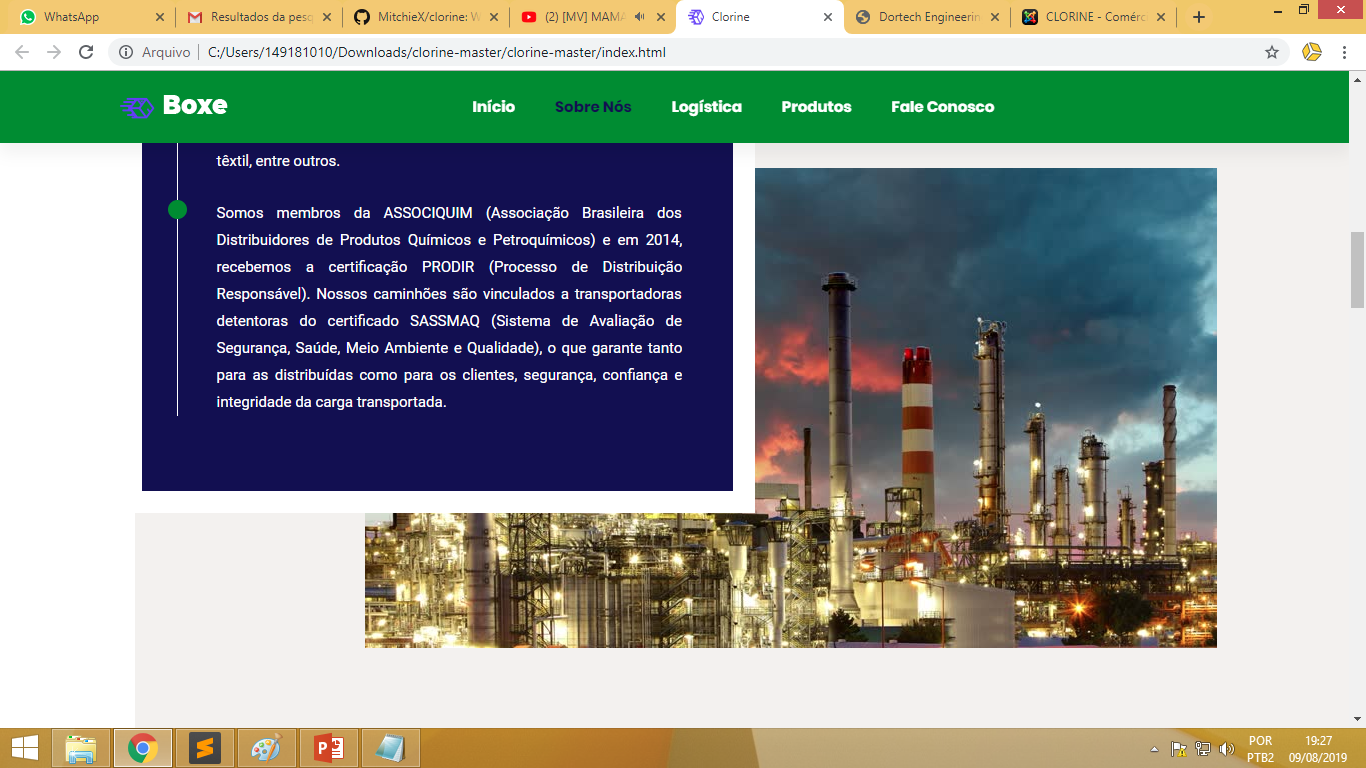 WhatsApp
Resultados da pesq
MitchieX/clorine: W
(2) [MV] MAMA
Clorine
Dortech Engineerin
CLORINE - Comérc
Arquivo
C:/Users/149181010/Downloads/clorine-master/clorine-master/index.html
Boxe
Início
Sobre Nós
Logística
Produtos
Fale Conosco
têxtil, entre outros.
Somos membros da ASSOCIQUIM (Associação Brasileira dos
Distribuidores de Produtos Químicos e Petroquímicos) e em 2014,
recebemos a certificação PRODIR (Processo de Distribuição
Responsável). Nossos caminhões são vinculados a transportadoras
detentoras do certificado SASSMAQ (Sistema de Avaliação de
Segurança, Saúde, Meio Ambiente e Qualidade), o que garante tanto
para as distribuídas como para os clientes, segurança, confiança e
integridade da carga transportada.
POR
PTB2
19:27
09/08/2019